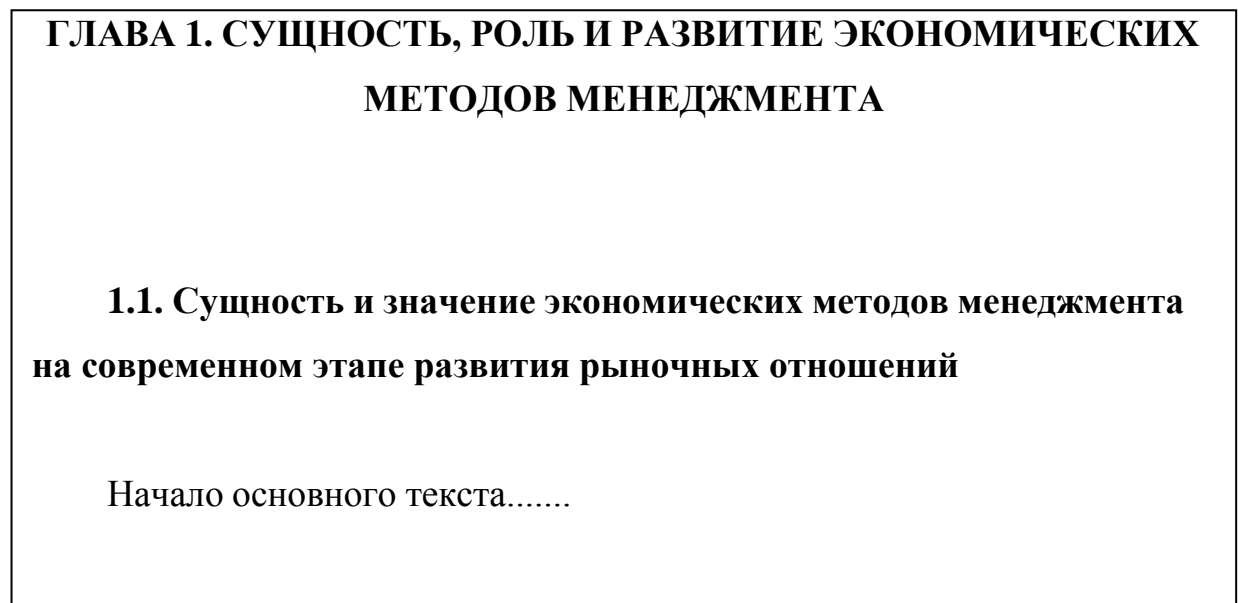 ГЛАВА 1. СУЩНОСТЬ, РОЛЬ И РАЗВИТИЕ ЭКОНОМИЧЕСКИХ
МЕТОДОВ МЕНЕДЖМЕНТА
1.1. Сущность и значение экономических методов менеджмента
на современном этапе развития рыночных отношений
Начало основного текста.......